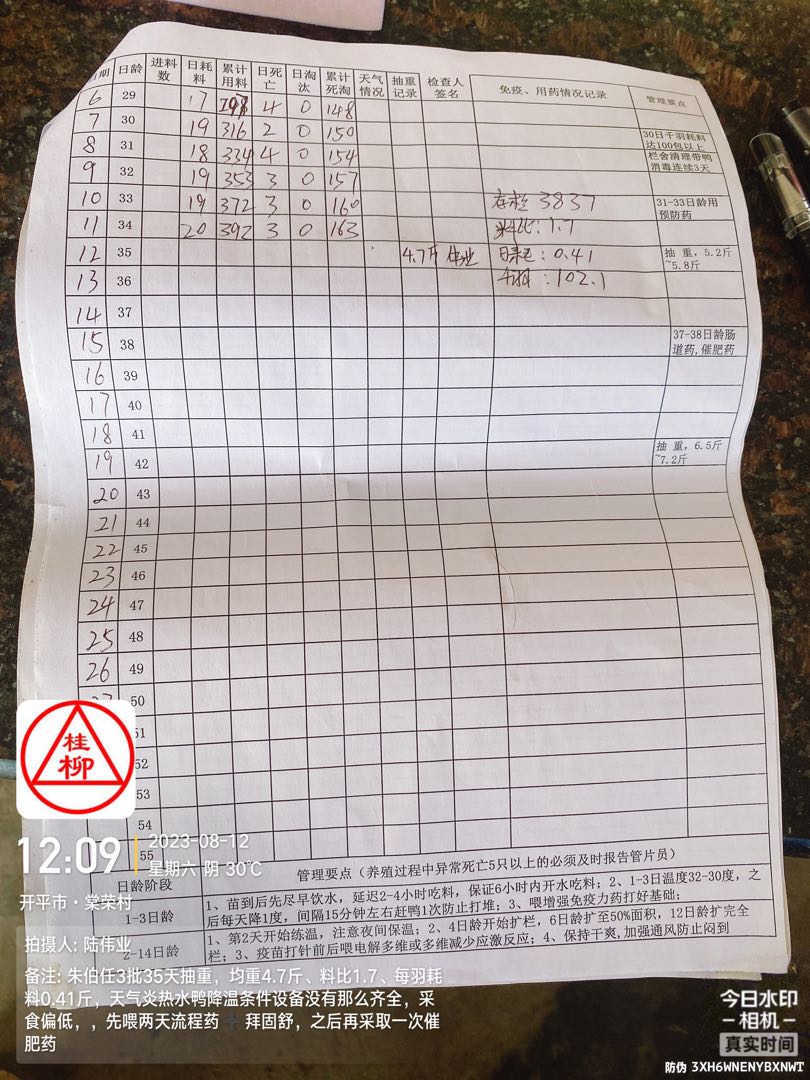 日期 日龄 进料数 日耗料 累计用料 日死亡 日淘汰 累计死淘 天气情况 抽重记录 检查人签名 免疫、用药情况记录 管理要点
6 29 17 298 4 0 148
7 30 19 316 2 0 150 30日千羽耗料达100包以上
8 31 18 334 4 0 154 栏舍清理带鸭消毒连续3天
9 32 19 353 3 0 157
10 33 19 372 3 0 160 存栏3837 31-33日龄用预防药
11 34 20 392 3 0 163 料比:1.7
12 35 4.7斤 伟业 日耗:0.41 抽重,5.2斤~5.8斤
13 36 千料:102.1
14 37
15 38 37-38日龄肠道药,催肥药
16 39
17 40
18 41
19 42 抽重,6.5斤~7.2斤
20 43
21 44
22 45
23 46
24 47
25 48
26 49
27 50
51
52
53
54
55
日龄阶段 管理要点（养殖过程中异常死亡5只以上的必须及时报告管片员）
1-3日龄 1、苗到后先尽早饮水，延迟2-4小时吃料，保证6小时内开水吃料；2、1-3日温度32-30度，之
后每天降1度，间隔15分钟左右赶鸭1次防止打堆；3、喂增强免疫力药打好基础；
2-14日龄 1、第2天开始练温，注意夜间保温；2、4日龄开始扩栏，6日龄扩至50%面积，12日龄扩完全
栏；3、疫苗打针前后喂电解多维或多维减少应激反应；4、保持干爽,加强通风防止闷到
桂
柳
12:09
2023-08-12
星期六 阴 30℃
开平市·棠荣村
拍摄人: 陆伟业
备注: 朱伯任3批35天抽重，均重4.7斤、料比1.7、每羽耗
料0.41斤，天气炎热水鸭降温条件设备没有那么齐全，采
食偏低，，先喂两天流程药➕拜固舒，之后再采取一次催
肥药
今日水印
-相机-
真实时间
防伪 3XH6WNENYBXNWI